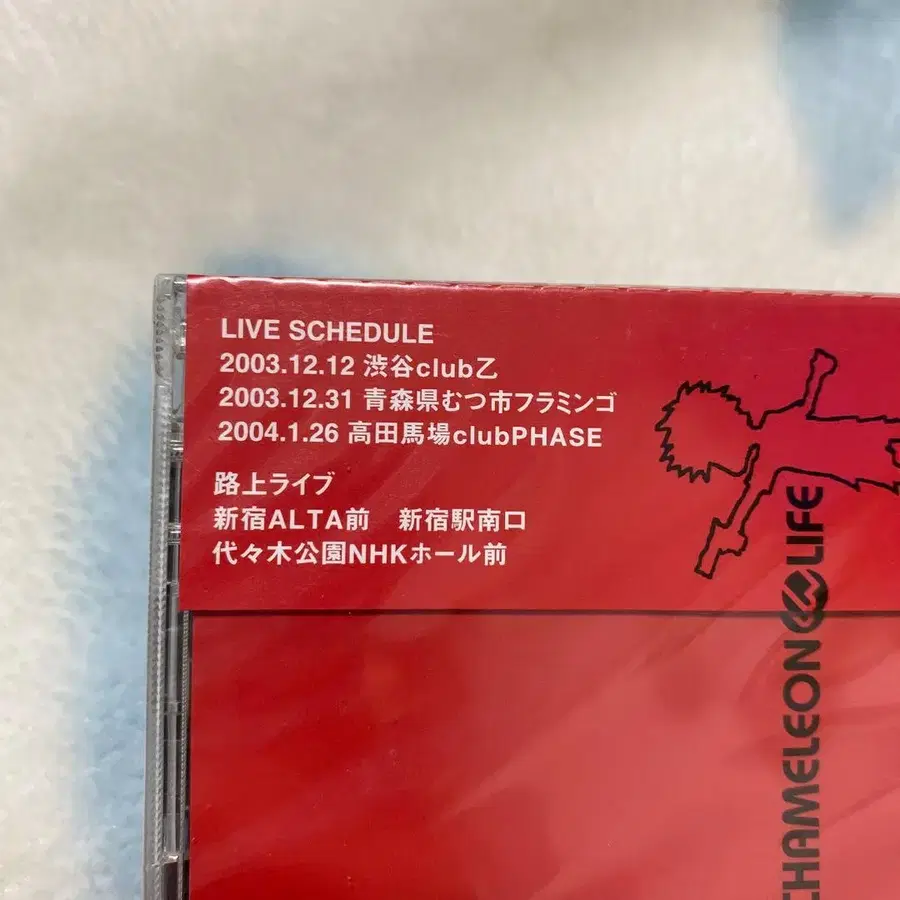 LIVE SCHEDULE
2003.12.12 渋谷club乙
2003.12.31 青森県むつ市フラミンゴ
2004.1.26 高田馬場clubPHASE
路上ライブ
新宿ALTA前　新宿駅南口
代々木公園NHKホール前
CHAMELEON LIFE